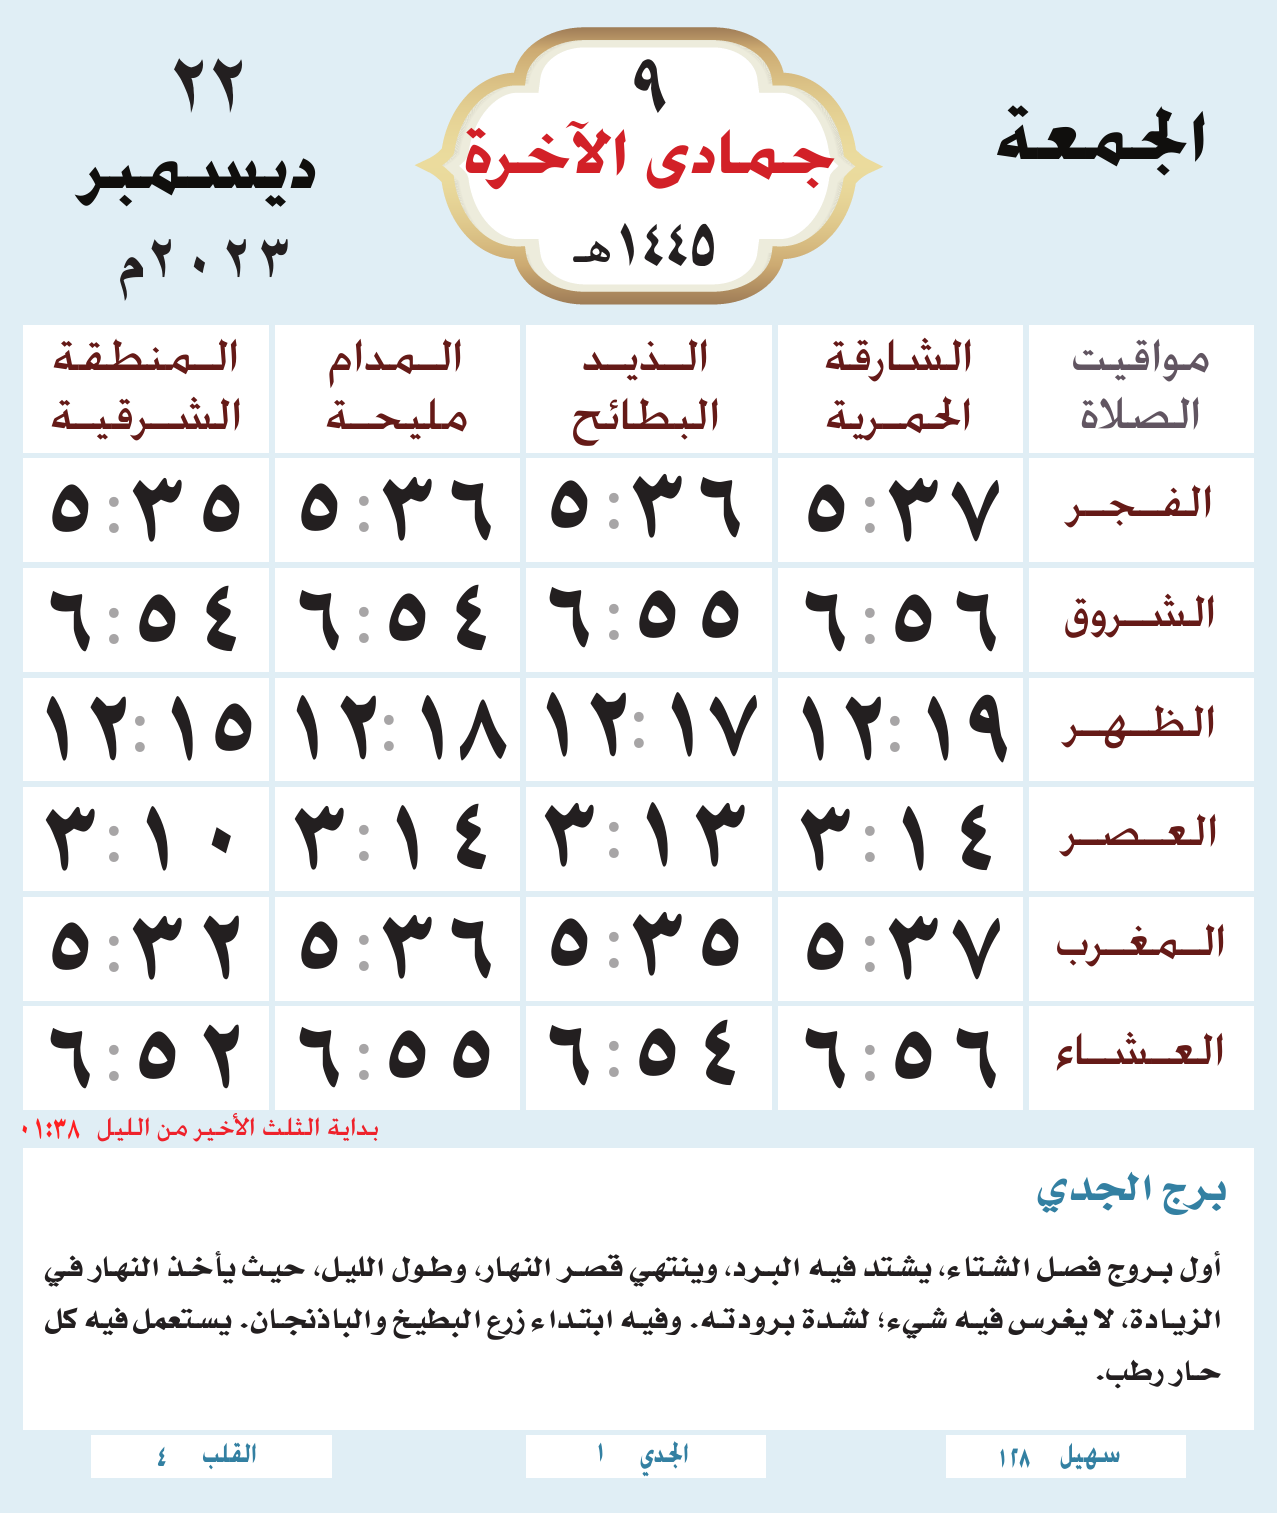 الجمعة
٩
جمادى الآخرة
١٤٤٥هـ
٢٢
ديسمبر
٢٠٢٣م
مواقيت الصلاة
الشارقة الحمرية
الذيد البطائح
المدام مليحة
المنطقة الشرقية
الفجر ٥:٣٧ ٥:٣٦ ٥:٣٦ ٥:٣٥
الشروق ٦:٥٦ ٦:٥٥ ٦:٥٤ ٦:٥٤
الظهر ١٢:١٩ ١٢:١٧ ١٢:١٨ ١٢:١٥
العصر ٣:١٤ ٣:١٣ ٣:١٤ ٣:١٠
المغرب ٥:٣٧ ٥:٣٥ ٥:٣٦ ٥:٣٢
العشاء ٦:٥٦ ٦:٥٤ ٦:٥٥ ٦:٥٢
بداية الثلث الأخير من الليل ٠١:٣٨
برج الجدي
أول بروج فصل الشتاء، يشتد فيه البرد، وينتهي قصر النهار، وطول الليل، حيث يأخذ النهار في
الزيادة، لا يغرس فيه شيء؛ لشدة برودته. وفيه ابتداء زرع البطيخ والباذنجان. يستعمل فيه كل
حار رطب.
سهيل ١٢٨
الجدي ١
القلب ٤